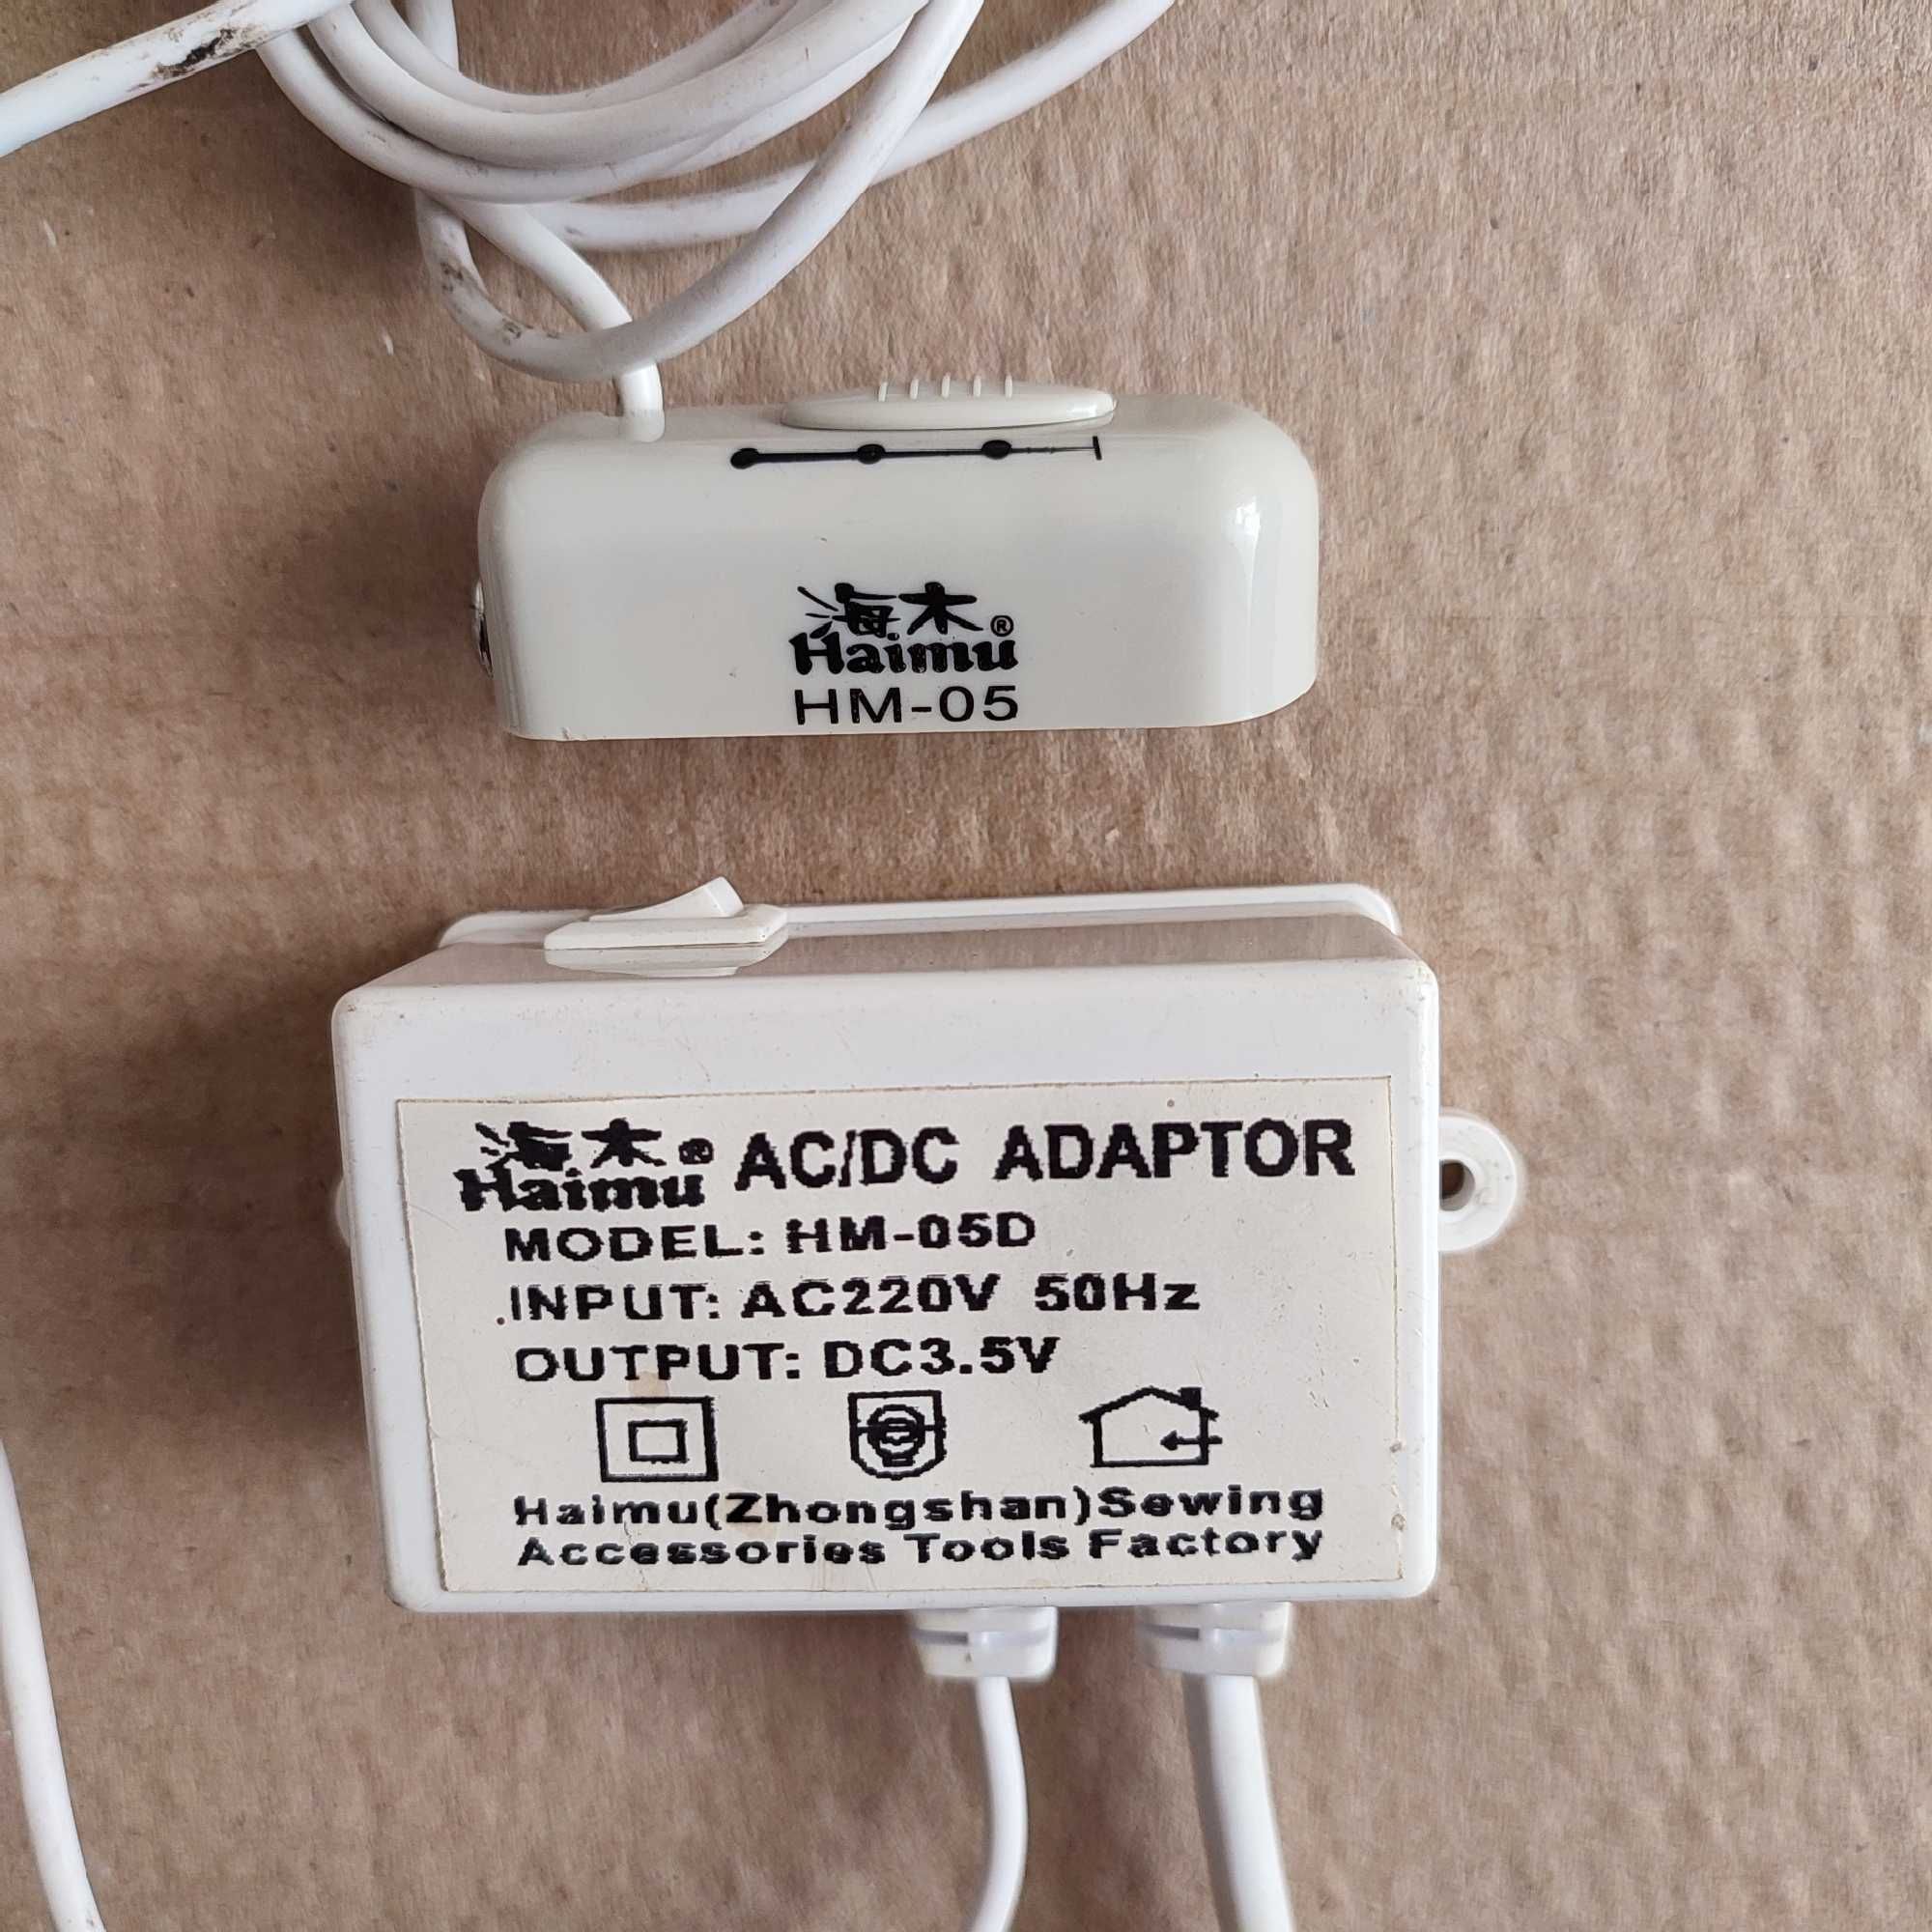 海木®
Haimu
HM-05
海木® AC/DC ADAPTOR
Haimu
MODEL: HM-05D
INPUT: AC220V 50Hz
OUTPUT: DC3.5V
Haimu(Zhongshan)Sewing
Accessories Tools Factory